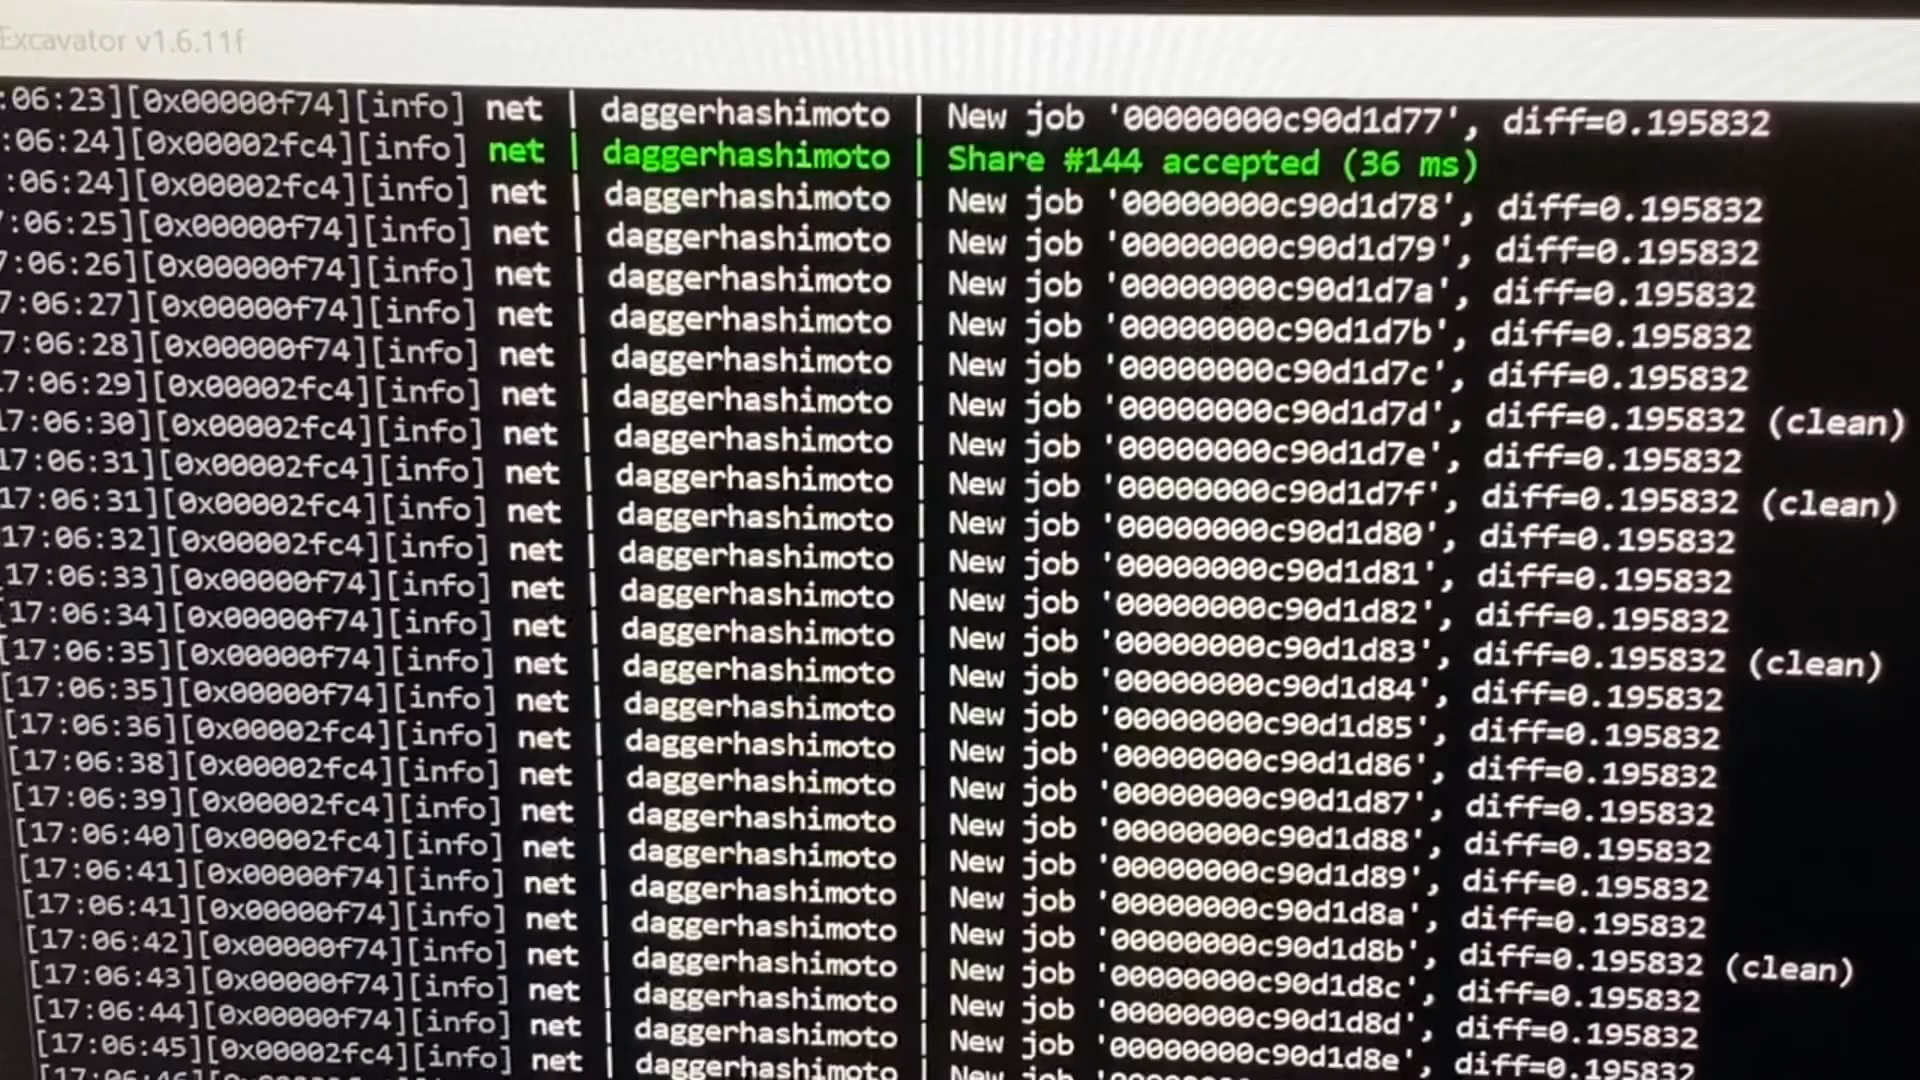 Excavator v1.6.11f
:06:23][0x00000f74][info] net | daggerhashimoto | New job '00000000c90d1d77', diff=0.195832
:06:24][0x00002fc4][info] net | daggerhashimoto | Share #144 accepted (36 ms)
:06:24][0x00002fc4][info] net | daggerhashimoto | New job '00000000c90d1d78', diff=0.195832
:06:25][0x00000f74][info] net | daggerhashimoto | New job '00000000c90d1d79', diff=0.195832
7:06:26][0x00000f74][info] net | daggerhashimoto | New job '00000000c90d1d7a', diff=0.195832
7:06:27][0x00000f74][info] net | daggerhashimoto | New job '00000000c90d1d7b', diff=0.195832
7:06:28][0x00000f74][info] net | daggerhashimoto | New job '00000000c90d1d7c', diff=0.195832
17:06:29][0x00002fc4][info] net | daggerhashimoto | New job '00000000c90d1d7d', diff=0.195832 (clean)
17:06:30][0x00002fc4][info] net | daggerhashimoto | New job '00000000c90d1d7e', diff=0.195832
17:06:31][0x00002fc4][info] net | daggerhashimoto | New job '00000000c90d1d7f', diff=0.195832 (clean)
17:06:31][0x00002fc4][info] net | daggerhashimoto | New job '00000000c90d1d80', diff=0.195832
17:06:32][0x00002fc4][info] net | daggerhashimoto | New job '00000000c90d1d81', diff=0.195832
17:06:33][0x00000f74][info] net | daggerhashimoto | New job '00000000c90d1d82', diff=0.195832
[17:06:34][0x00000f74][info] net | daggerhashimoto | New job '00000000c90d1d83', diff=0.195832 (clean)
[17:06:35][0x00000f74][info] net | daggerhashimoto | New job '00000000c90d1d84', diff=0.195832
[17:06:35][0x00000f74][info] net | daggerhashimoto | New job '00000000c90d1d85', diff=0.195832
[17:06:36][0x00002fc4][info] net | daggerhashimoto | New job '00000000c90d1d86', diff=0.195832
[17:06:38][0x00002fc4][info] net | daggerhashimoto | New job '00000000c90d1d87', diff=0.195832
[17:06:39][0x00002fc4][info] net | daggerhashimoto | New job '00000000c90d1d88', diff=0.195832
[17:06:40][0x00002fc4][info] net | daggerhashimoto | New job '00000000c90d1d89', diff=0.195832
[17:06:41][0x00000f74][info] net | daggerhashimoto | New job '00000000c90d1d8a', diff=0.195832
[17:06:41][0x00000f74][info] net | daggerhashimoto | New job '00000000c90d1d8b', diff=0.195832 (clean)
[17:06:42][0x00000f74][info] net | daggerhashimoto | New job '00000000c90d1d8c', diff=0.195832
[17:06:43][0x00000f74][info] net | daggerhashimoto | New job '00000000c90d1d8d', diff=0.195832
[17:06:44][0x00000f74][info] net | daggerhashimoto | New job '00000000c90d1d8e', diff=0.195832
[17:06:45][0x00002fc4][info] net | daggerhashimoto | New job